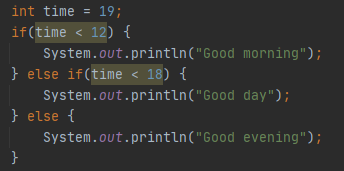 int time = 19;
if(time < 12) {
    System.out.println("Good morning");
} else if(time < 18) {
    System.out.println("Good day");
} else {
    System.out.println("Good evening");
}